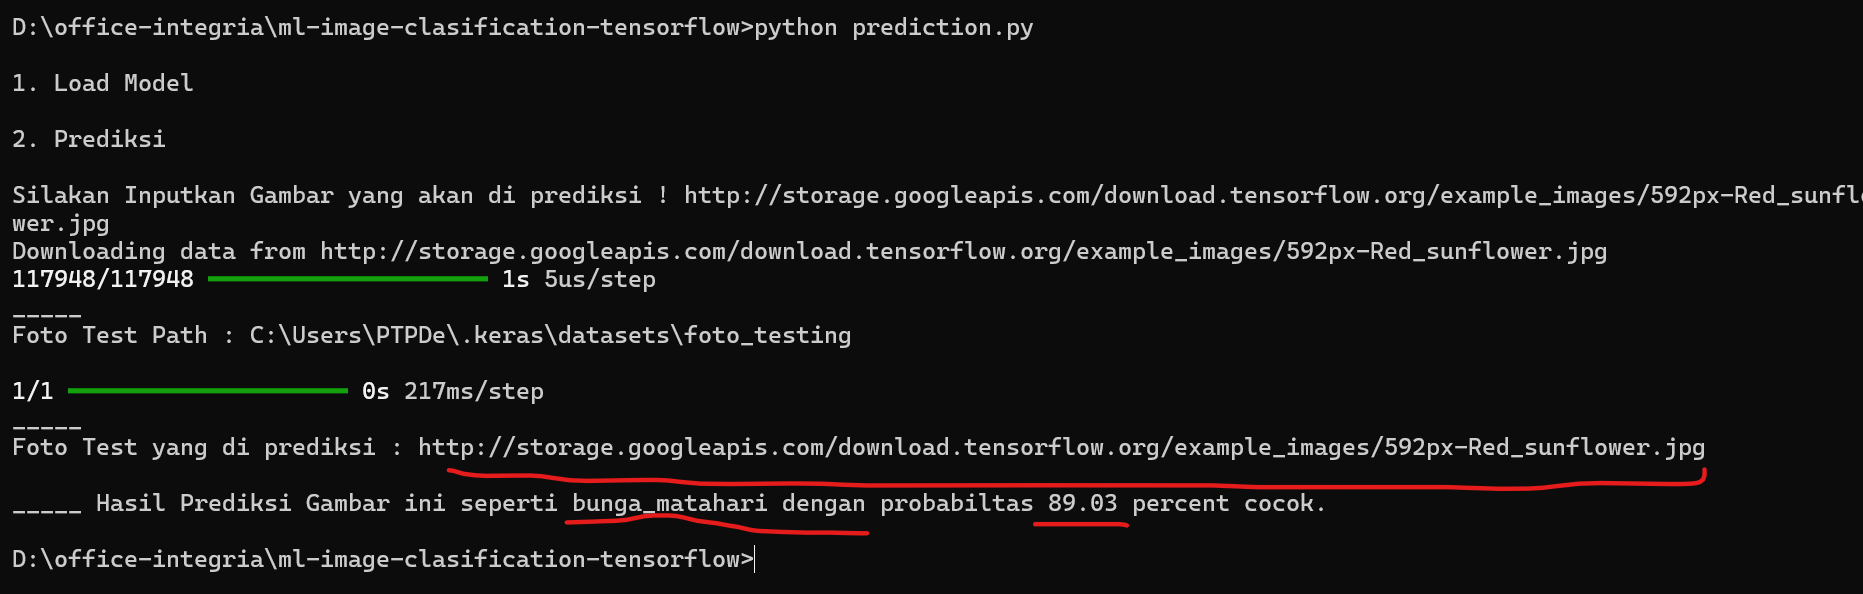 D:\office-integria\ml-image-clasification-tensorflow>python prediction.py
1. Load Model
2. Prediksi
Silakan Inputkan Gambar yang akan di prediksi ! http://storage.googleapis.com/download.tensorflow.org/example_images/592px-Red_sunflo
wer.jpg
Downloading data from http://storage.googleapis.com/download.tensorflow.org/example_images/592px-Red_sunflower.jpg
117948/117948 ━━━━━━━━━━━━━━━━━━━━ 1s 5us/step
_____
Foto Test Path : C:\Users\PTPDe\.keras\datasets\foto_testing
1/1 ━━━━━━━━━━━━━━━━━━━━ 0s 217ms/step
_____
Foto Test yang di prediksi : http://storage.googleapis.com/download.tensorflow.org/example_images/592px-Red_sunflower.jpg
_____ Hasil Prediksi Gambar ini seperti bunga_matahari dengan probabiltas 89.03 percent cocok.
D:\office-integria\ml-image-clasification-tensorflow>